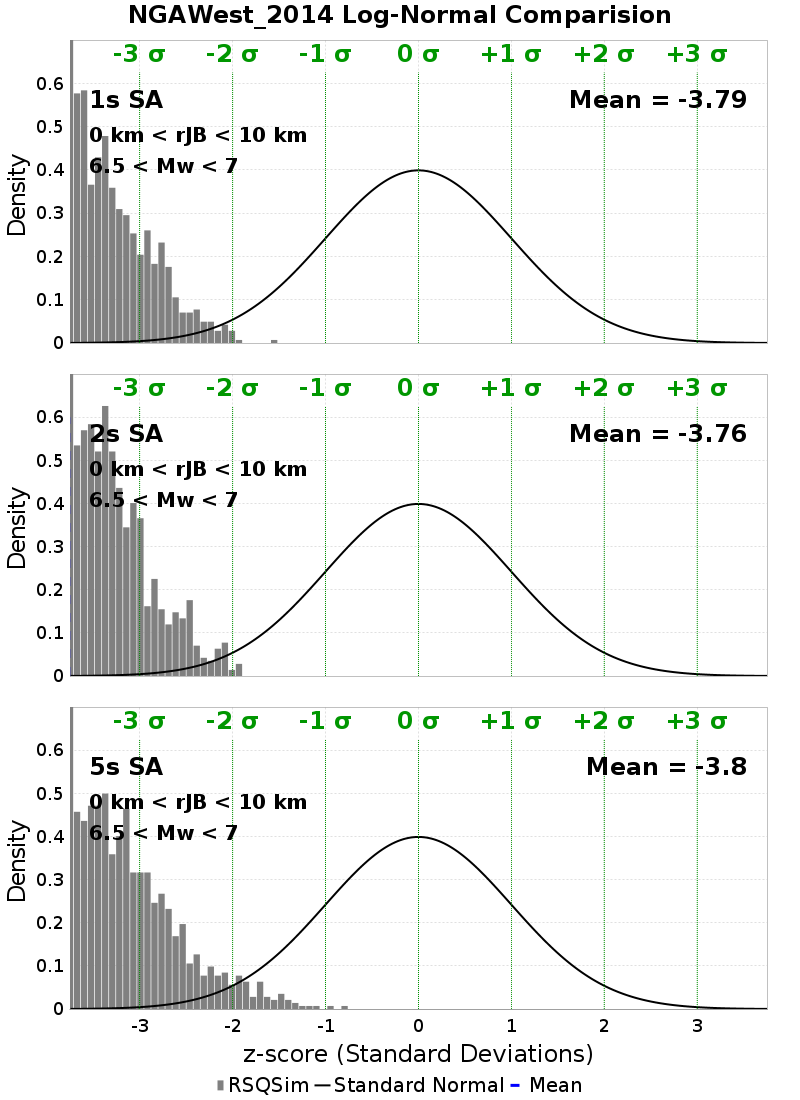 NGAWest_2014 Log-Normal Comparision
-3 σ -2 σ -1 σ 0 σ +1 σ +2 σ +3 σ
1s SA Mean = -3.79
0 km < rJB < 10 km
6.5 < Mw < 7
0.6
0.5
0.4
0.3
0.2
0.1
0
Density
-3 σ -2 σ -1 σ 0 σ +1 σ +2 σ +3 σ
2s SA Mean = -3.76
0 km < rJB < 10 km
6.5 < Mw < 7
0.6
0.5
0.4
0.3
0.2
0.1
0
Density
-3 σ -2 σ -1 σ 0 σ +1 σ +2 σ +3 σ
5s SA Mean = -3.8
0 km < rJB < 10 km
6.5 < Mw < 7
0.6
0.5
0.4
0.3
0.2
0.1
0
Density
-3 -2 -1 0 1 2 3
z-score (Standard Deviations)
RSQSim Standard Normal Mean